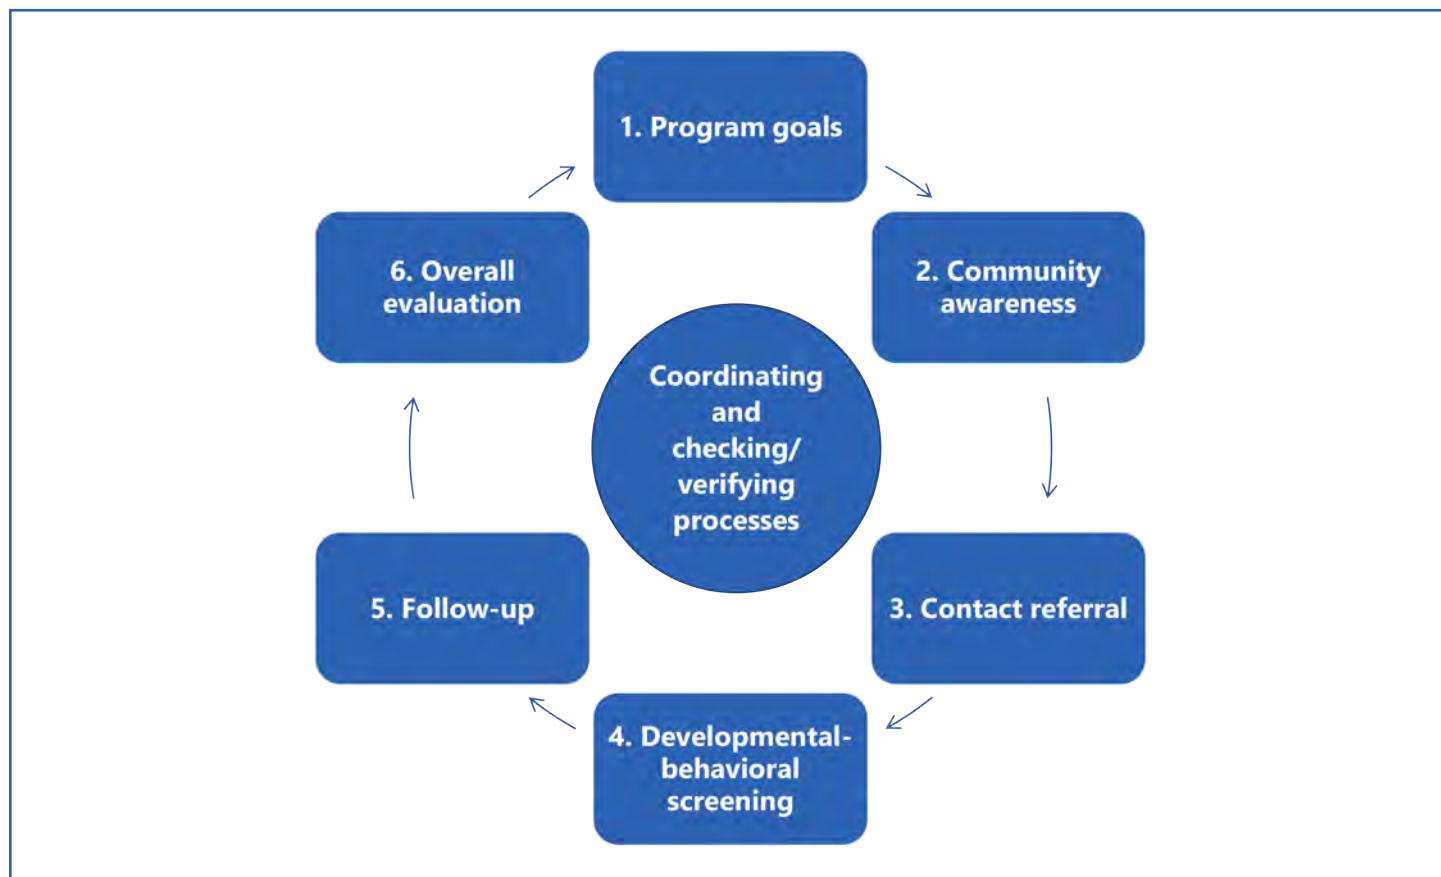 1. Program goals
2. Community
awareness
3. Contact referral
4. Developmental-
behavioral
screening
5. Follow-up
6. Overall
evaluation
Coordinating
and
checking/
verifying
processes